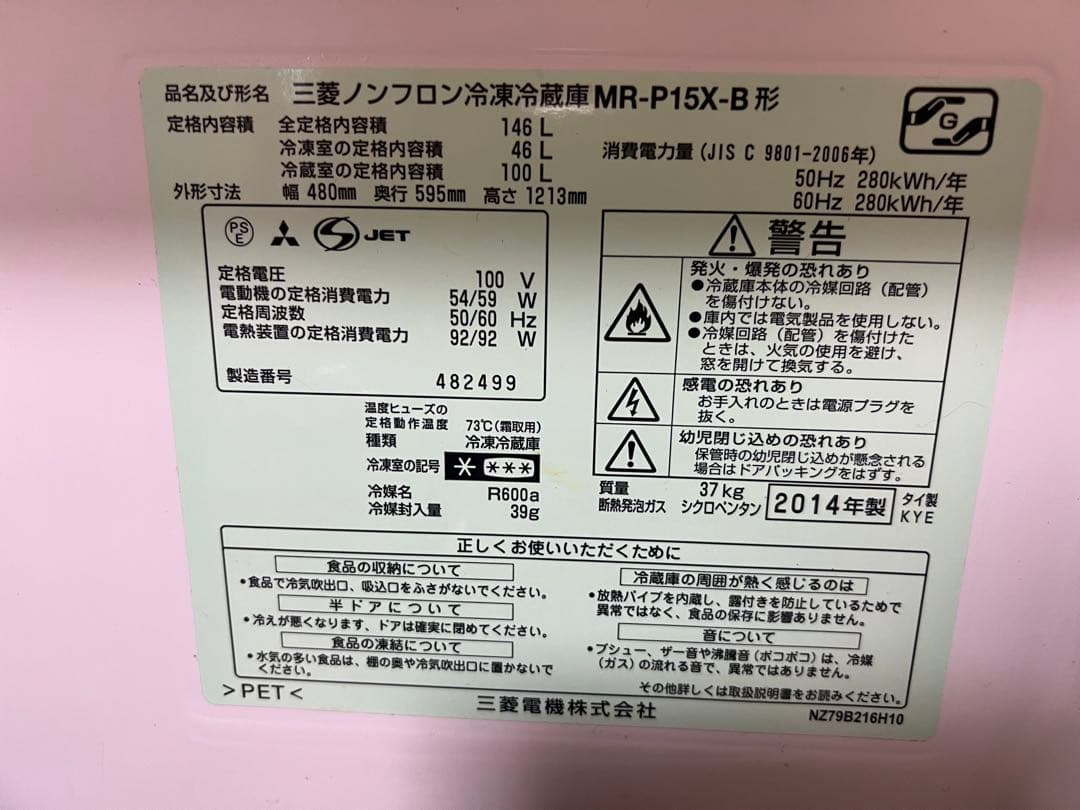 品名及び形名 三菱ノンフロン冷凍冷蔵庫 MR-P15X-B 形
定格内容積 全定格内容積 146 L
冷凍室の定格内容積 46 L
冷蔵室の定格内容積 100 L
外形寸法 幅 480mm 奥行 595mm 高さ 1213mm
G
消費電力量 (JIS C 9801-2006年)
50Hz 280kWh/年
60Hz 280kWh/年
PS
E
S JET
定格電圧 100 V
電動機の定格消費電力 54/59 W
定格周波数 50/60 Hz
電熱装置の定格消費電力 92/92 W
製造番号 482499
温度ヒューズの
定格動作温度 73℃(霜取用)
種類 冷凍冷蔵庫
冷凍室の記号 * ***
冷媒名 R600a
冷媒封入量 39g
警告
発火・爆発の恐れあり
●冷蔵庫本体の冷媒回路（配管）
を傷付けない。
●庫内では電気製品を使用しない。
●冷媒回路（配管）を傷付けた
ときは、火気の使用を避け、
窓を開けて換気する。
感電の恐れあり
お手入れのときは電源プラグを
抜く。
幼児閉じ込めの恐れあり
保管時の幼児閉じ込めが懸念される
場合はドアパッキングをはずす。
質量 37kg
断熱発泡ガス シクロペンタン
2014年製
タイ製
KYE
正しくお使いいただくために
食品の収納について
・食品で冷気吹出口、吸込口をふさがないでください。
半ドアについて
・冷えが悪くなります、ドアは確実に閉めてください。
食品の凍結について
・水気の多い食品は、棚の奥や冷気吹出口に置かないで
ください。
冷蔵庫の周囲が熱く感じるのは
・放熱パイプを内蔵し、露付きを防止しているためで
異常ではなく、食品の保存に影響ありません。
音について
・プシュー、ザー音や沸騰音（ポコポコ）は、冷媒
（ガス）の流れる音で、異常ではありません。
その他詳しくは取扱説明書をお読みください。
>PET<
三菱電機株式会社
NZ79B216H10